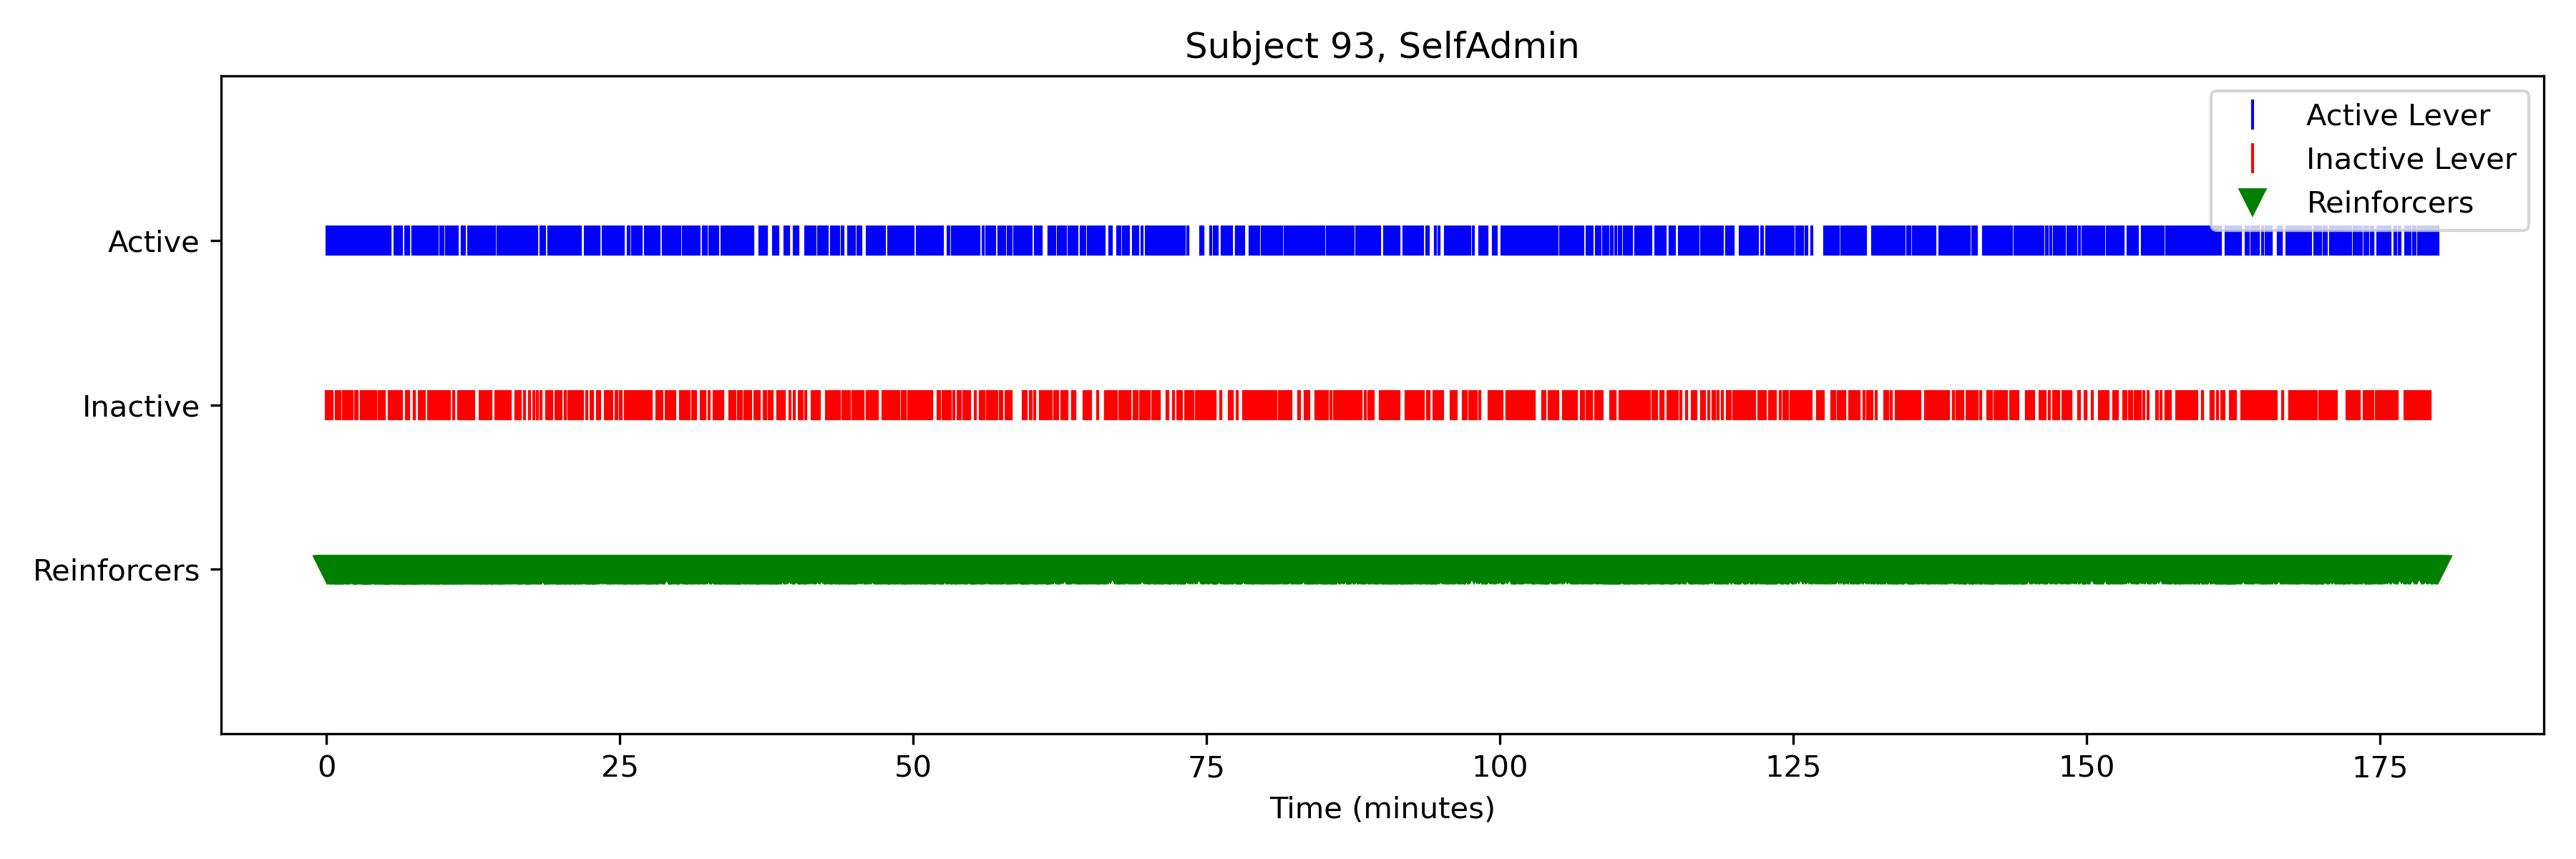 Subject 93, SelfAdmin
Active Lever
Inactive Lever
Reinforcers
Active
Inactive
Reinforcers
0 25 50 75 100 125 150 175
Time (minutes)